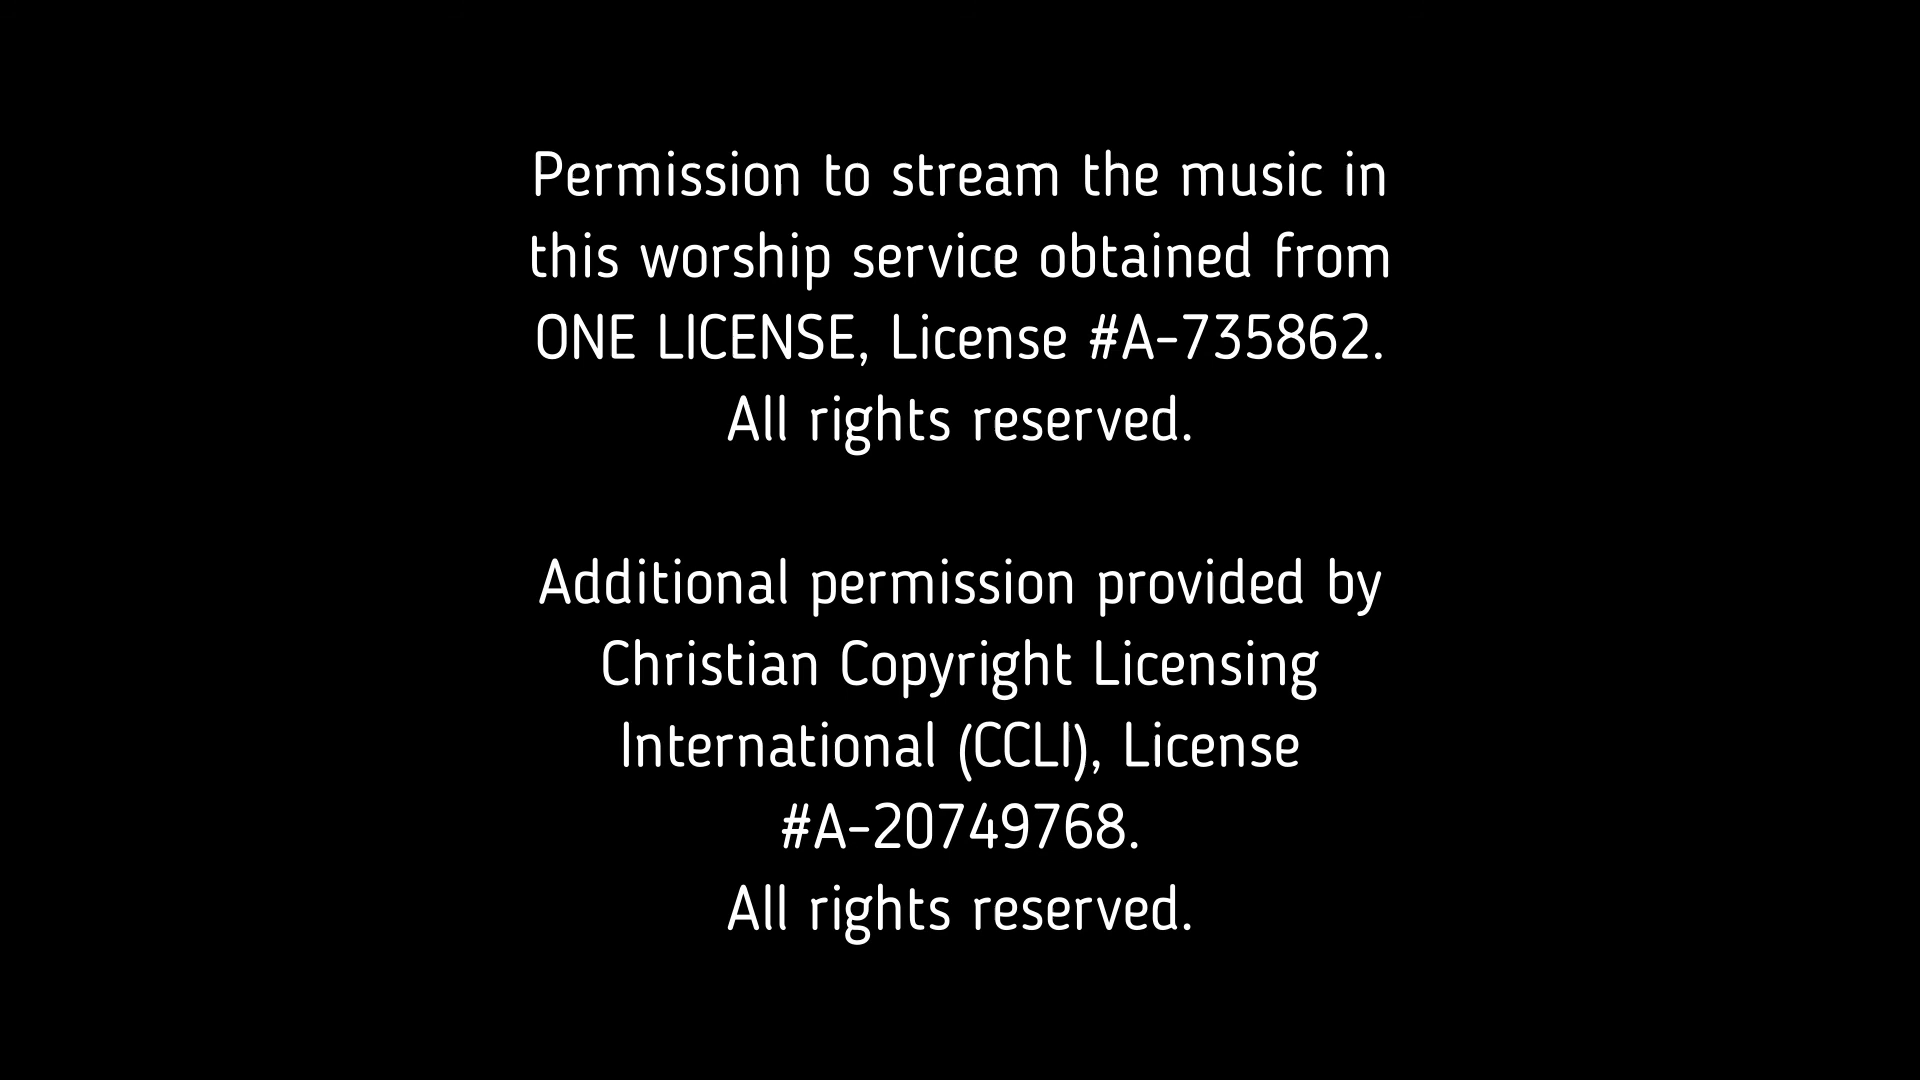 Permission to stream the music in
this worship service obtained from
ONE LICENSE, License #A-735862.
All rights reserved.
Additional permission provided by
Christian Copyright Licensing
International (CCLI), License
#A-20749768.
All rights reserved.